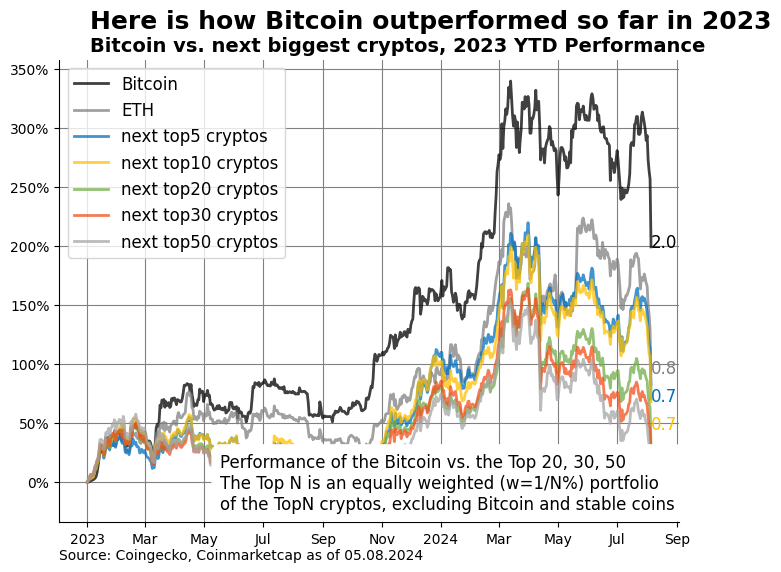 Here is how Bitcoin outperformed so far in 2023
Bitcoin vs. next biggest cryptos, 2023 YTD Performance
350%
300%
250%
200%
150%
100%
50%
0%
Bitcoin
ETH
next top5 cryptos
next top10 cryptos
next top20 cryptos
next top30 cryptos
next top50 cryptos
2.0
0.8
0.7
0.7
Performance of the Bitcoin vs. the Top 20, 30, 50
The Top N is an equally weighted (w=1/N%) portfolio
of the TopN cryptos, excluding Bitcoin and stable coins
2023 Mar May Jul Sep Nov 2024 Mar May Jul Sep
Source: Coingecko, Coinmarketcap as of 05.08.2024